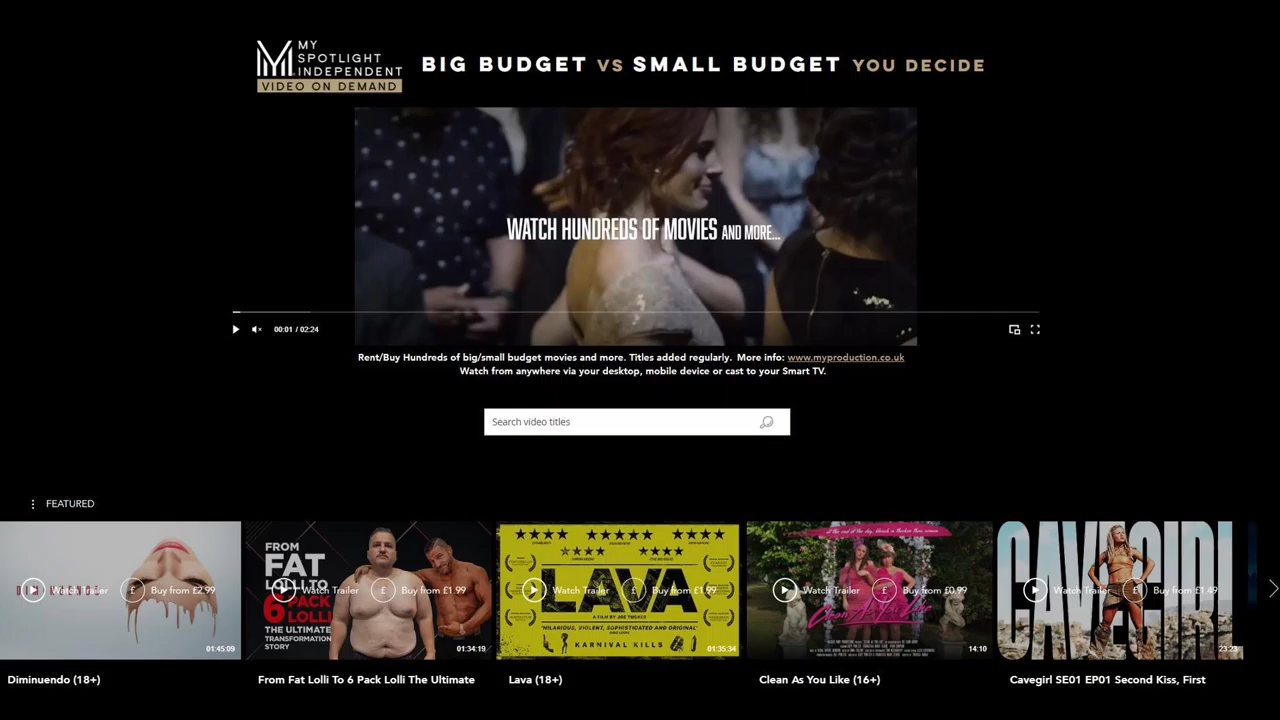 MY
SPOTLIGHT
INDEPENDENT
VIDEO ON DEMAND
BIG BUDGET VS SMALL BUDGET YOU DECIDE
WATCH HUNDREDS OF MOVIES AND MORE...
00:01 / 02:24
Rent/Buy Hundreds of big/small budget movies and more. Titles added regularly. More info: www.myproduction.co.uk
Watch from anywhere via your desktop, mobile device or cast to your Smart TV.
Search video titles
FEATURED
Watch Trailer
£ Buy from £2.99
01:45:09
Diminuendo (18+)
FROM
FAT
LOLLI TO
6 PACK
LOLLI
THE ULTIMATE
TRANSFORMATION
STORY
Watch Trailer
£ Buy from £1.99
01:34:19
From Fat Lolli To 6 Pack Lolli The Ultimate
LAVA
A FILM BY JOE TUCKER
"HILARIOUS, VIOLENT, SOPHISTICATED AND ORIGINAL"
KARNIVAL KILLS
Watch Trailer
£ Buy from £1.99
01:35:34
Lava (18+)
Clean As You Like
Watch Trailer
£ Buy from £0.99
14:10
Clean As You Like (16+)
CAVEGIRL
Watch Trailer
£ Buy from £1.49
23:23
Cavegirl SE01 EP01 Second Kiss, First